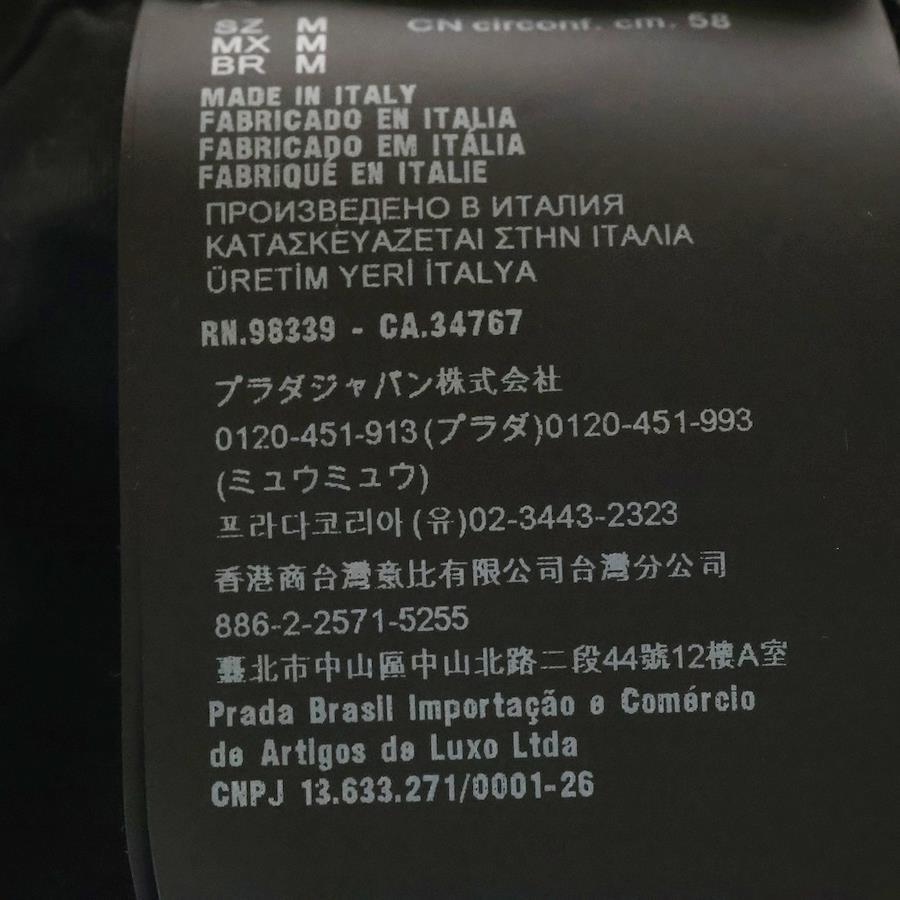 SZ M CN circonf. cm. 58
MX M
BR M
MADE IN ITALY
FABRICADO EN ITALIA
FABRICADO EM ITÁLIA
FABRIQUÉ EN ITALIE
ПРОИЗВЕДЕНО В ИТАЛИЯ
ΚΑΤΑΣΚΕΥΑΖΕΤΑΙ ΣΤΗΝ ΙΤΑΛΙΑ
ÜRETİM YERİ İTALYA
RN.98339 - CA.34767
プラダジャパン株式会社
0120-451-913(プラダ)0120-451-993
(ミュウミュウ)
프라다코리아(유)02-3443-2323
香港商台灣意比有限公司台灣分公司
886-2-2571-5255
臺北市中山區中山北路二段44號12樓A室
Prada Brasil Importação e Comércio
de Artigos de Luxo Ltda
CNPJ 13.633.271/0001-26